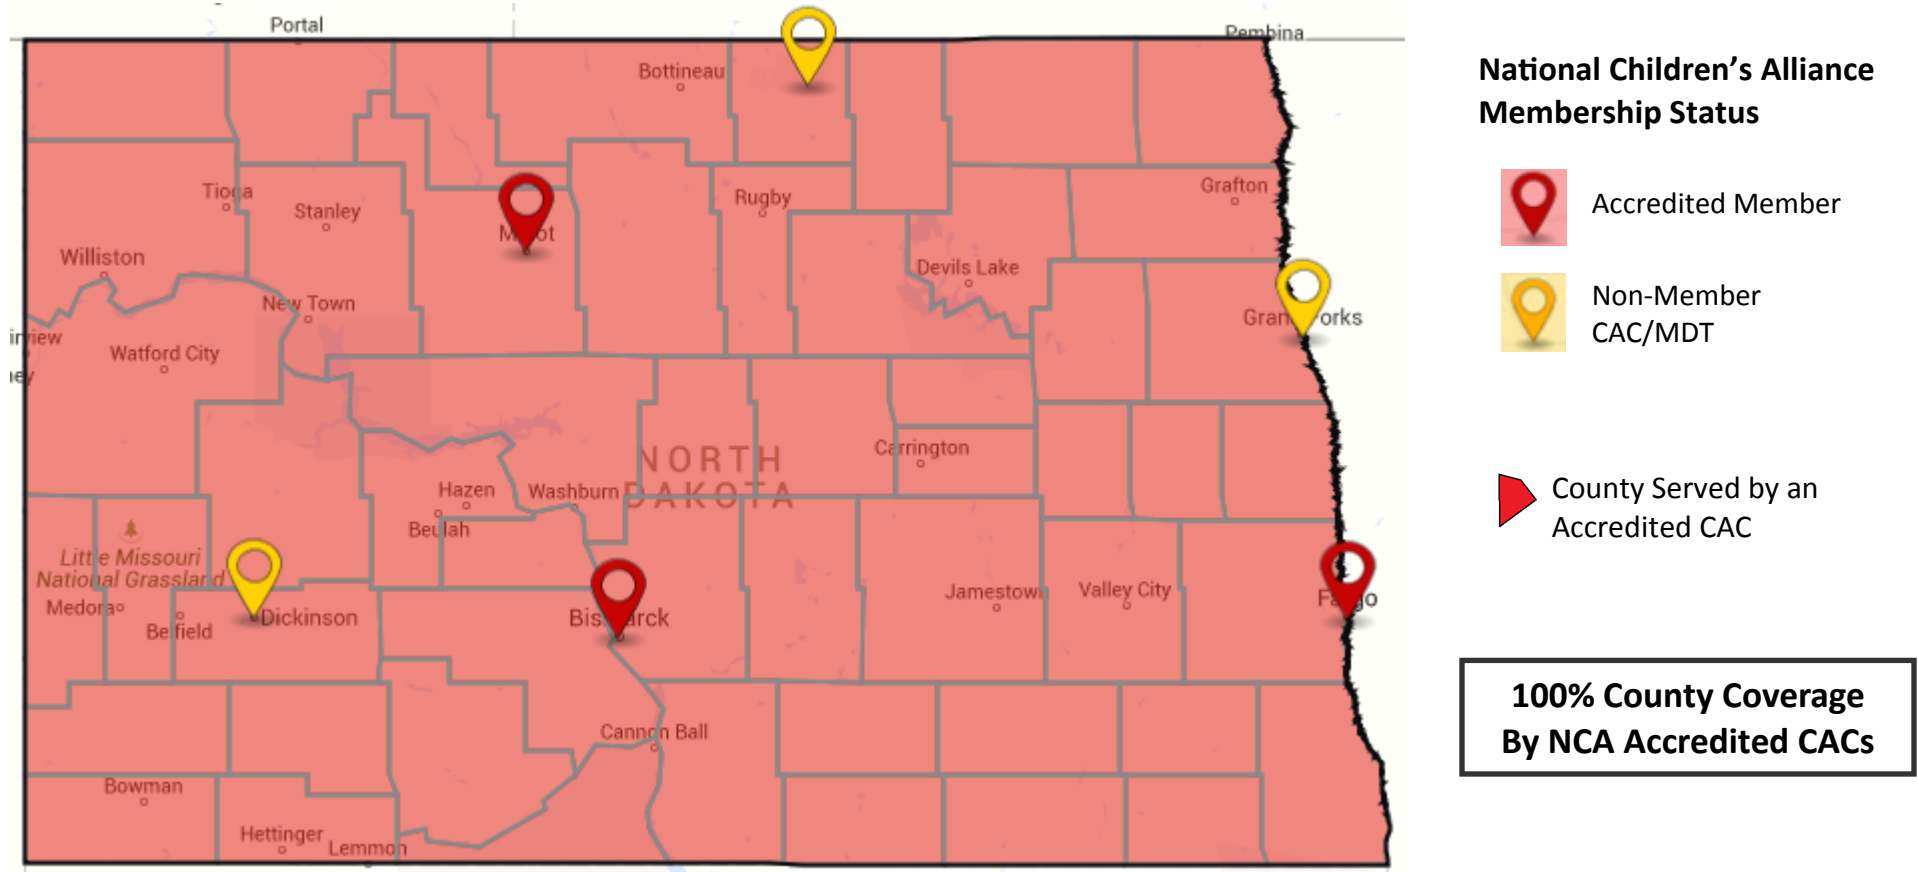 Portal
Pembina
Bottineau
Grafton
Tioga
Stanley
Rugby
Williston
Devils Lake
New Town
Watford City
Carrington
NORTH
DAKOTA
Hazen
Washburn
Beulah
Little Missouri
National Grassland
Medora
Belfield
Dickinson
Jamestown
Valley City
Cannon Ball
Bowman
Hettinger
Lemmon
National Children's Alliance
Membership Status
Accredited Member
Non-Member
CAC/MDT
County Served by an
Accredited CAC
100% County Coverage
By NCA Accredited CACs